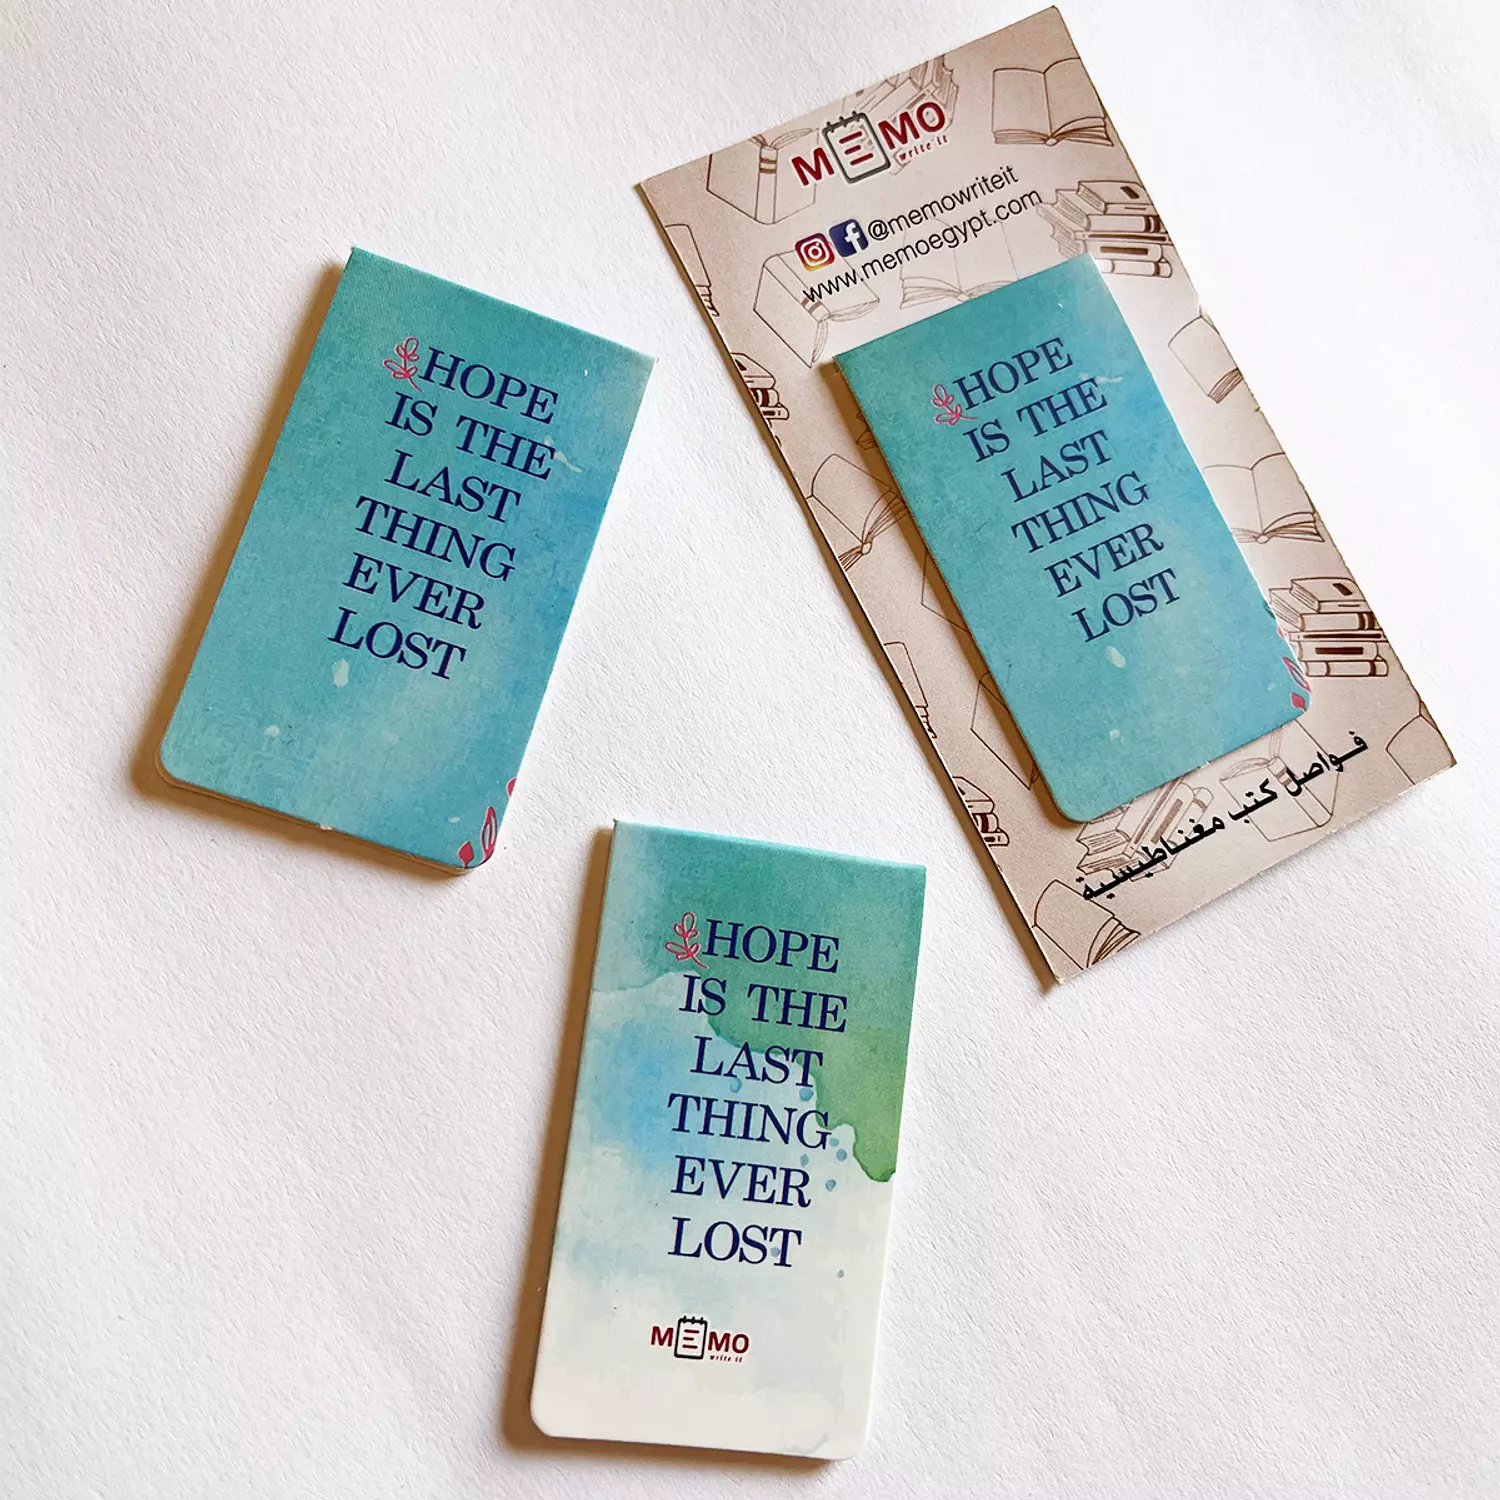 MEMO
write it
@memowriteit
www.memoegypt.com
HOPE
IS THE
LAST
THING
EVER
LOST
فواصل كتب مغناطيسية
HOPE
IS THE
LAST
THING
EVER
LOST
HOPE
IS THE
LAST
THING
EVER
LOST
MEMO
write it